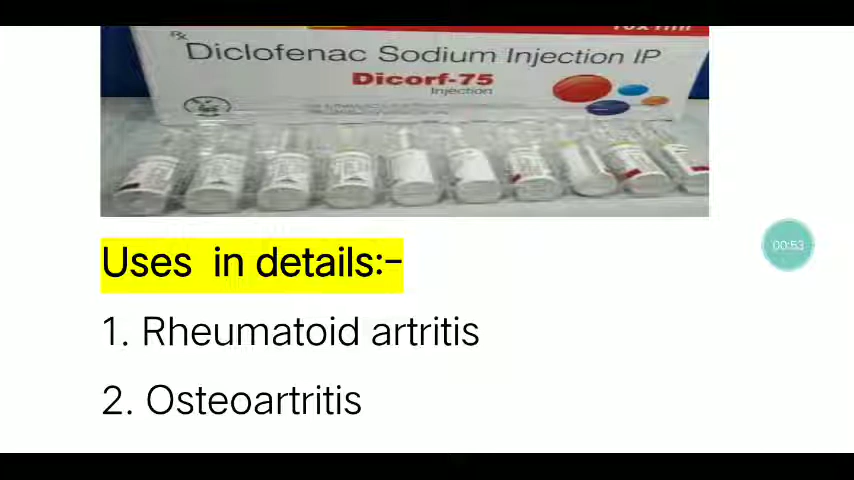 Rx
Diclofenac Sodium Injection IP
Dicorf-75
Injection
Uses in details:-
00:53
1. Rheumatoid artritis
2. Osteoartritis